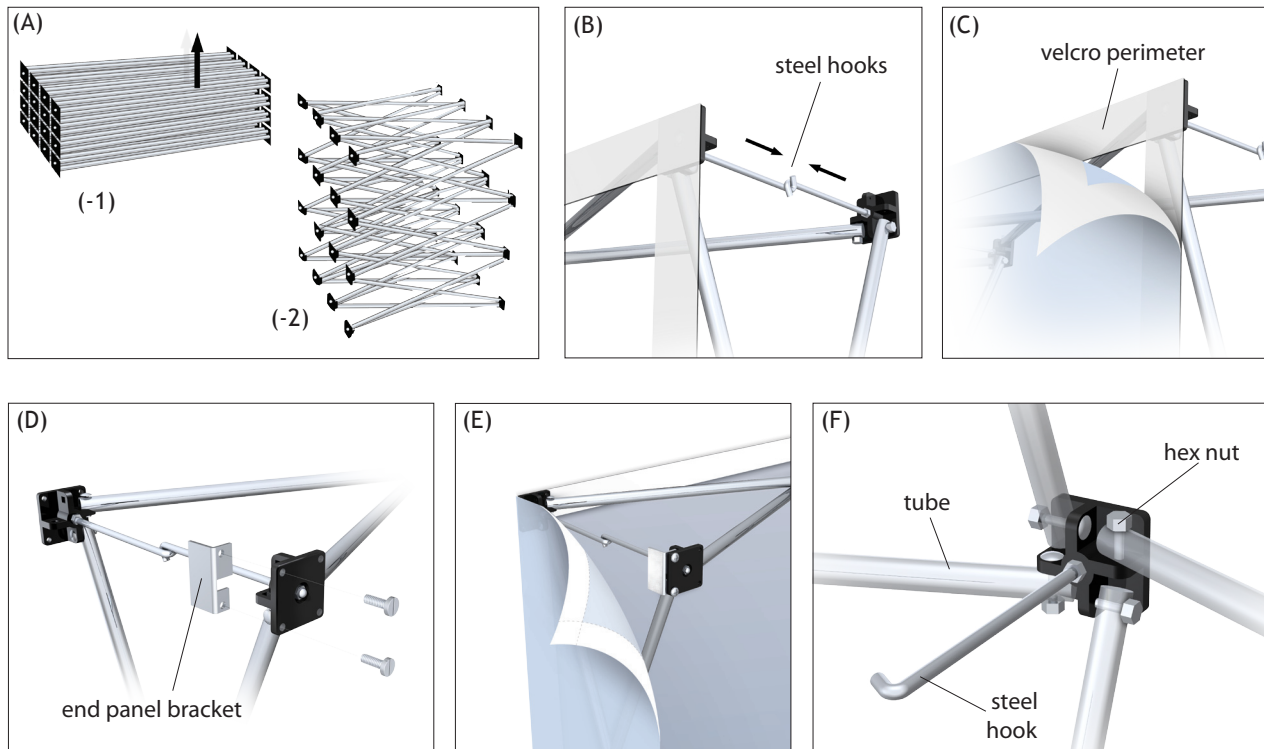 (A)
(-1)
(-2)
(B)
steel hooks
(C)
velcro perimeter
(D)
end panel bracket
(E)
(F)
hex nut
tube
steel
hook